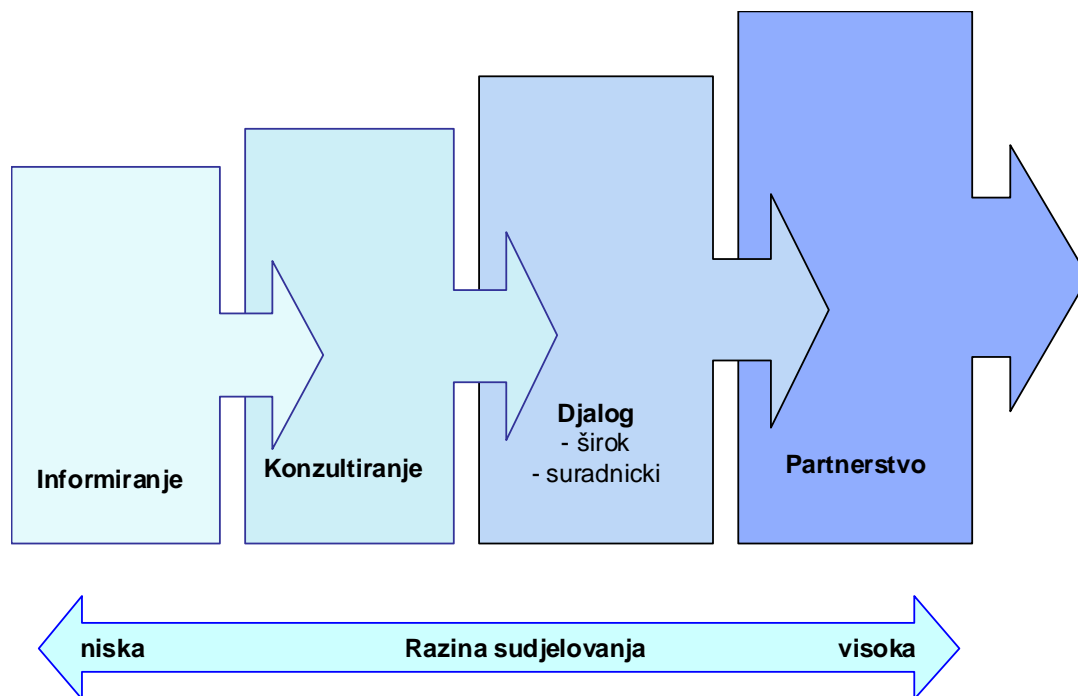 Informiranje
Konzultiranje
Djalog
- širok
- suradnicki
Partnerstvo
niska Razina sudjelovanja visoka